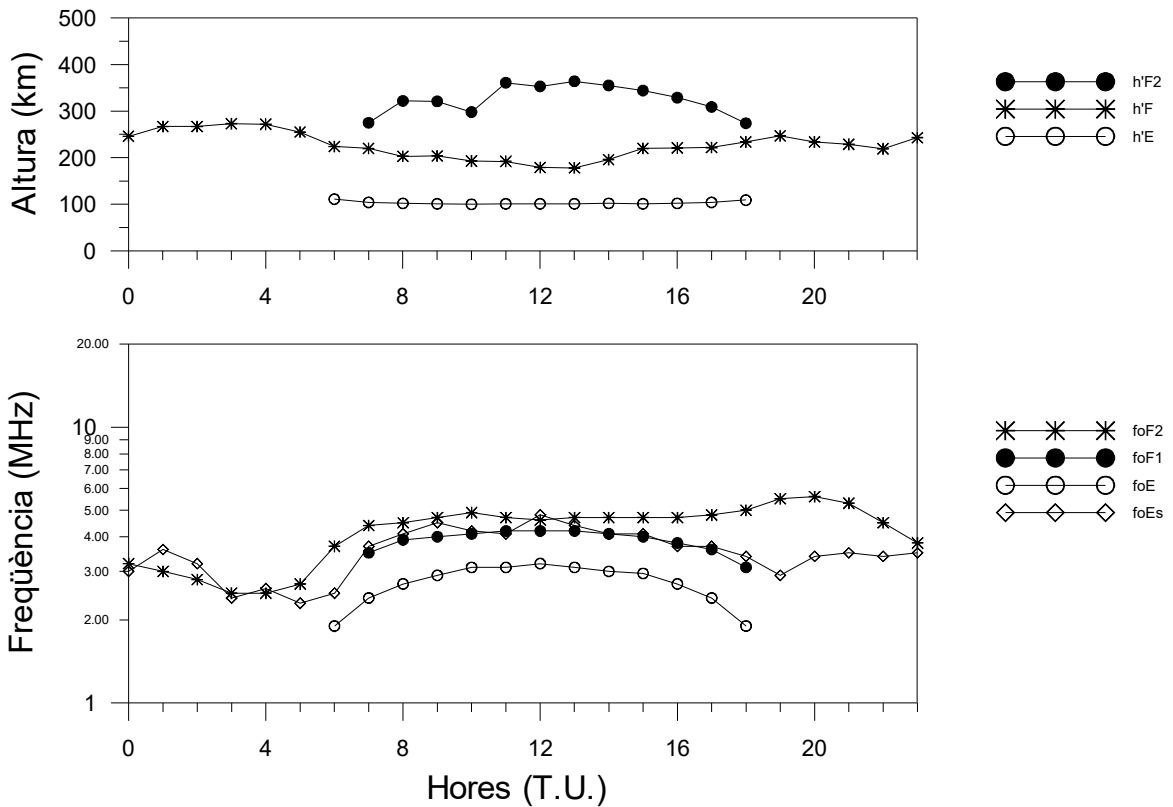 500
400
300
200
100
0
Altura (km)
0 4 8 12 16 20
h'F2
h'F
h'E
20.00
10
9.00
8.00
7.00
6.00
5.00
4.00
3.00
2.00
1
Freqüència (MHz)
0 4 8 12 16 20
Hores (T.U.)
foF2
foF1
foE
foEs